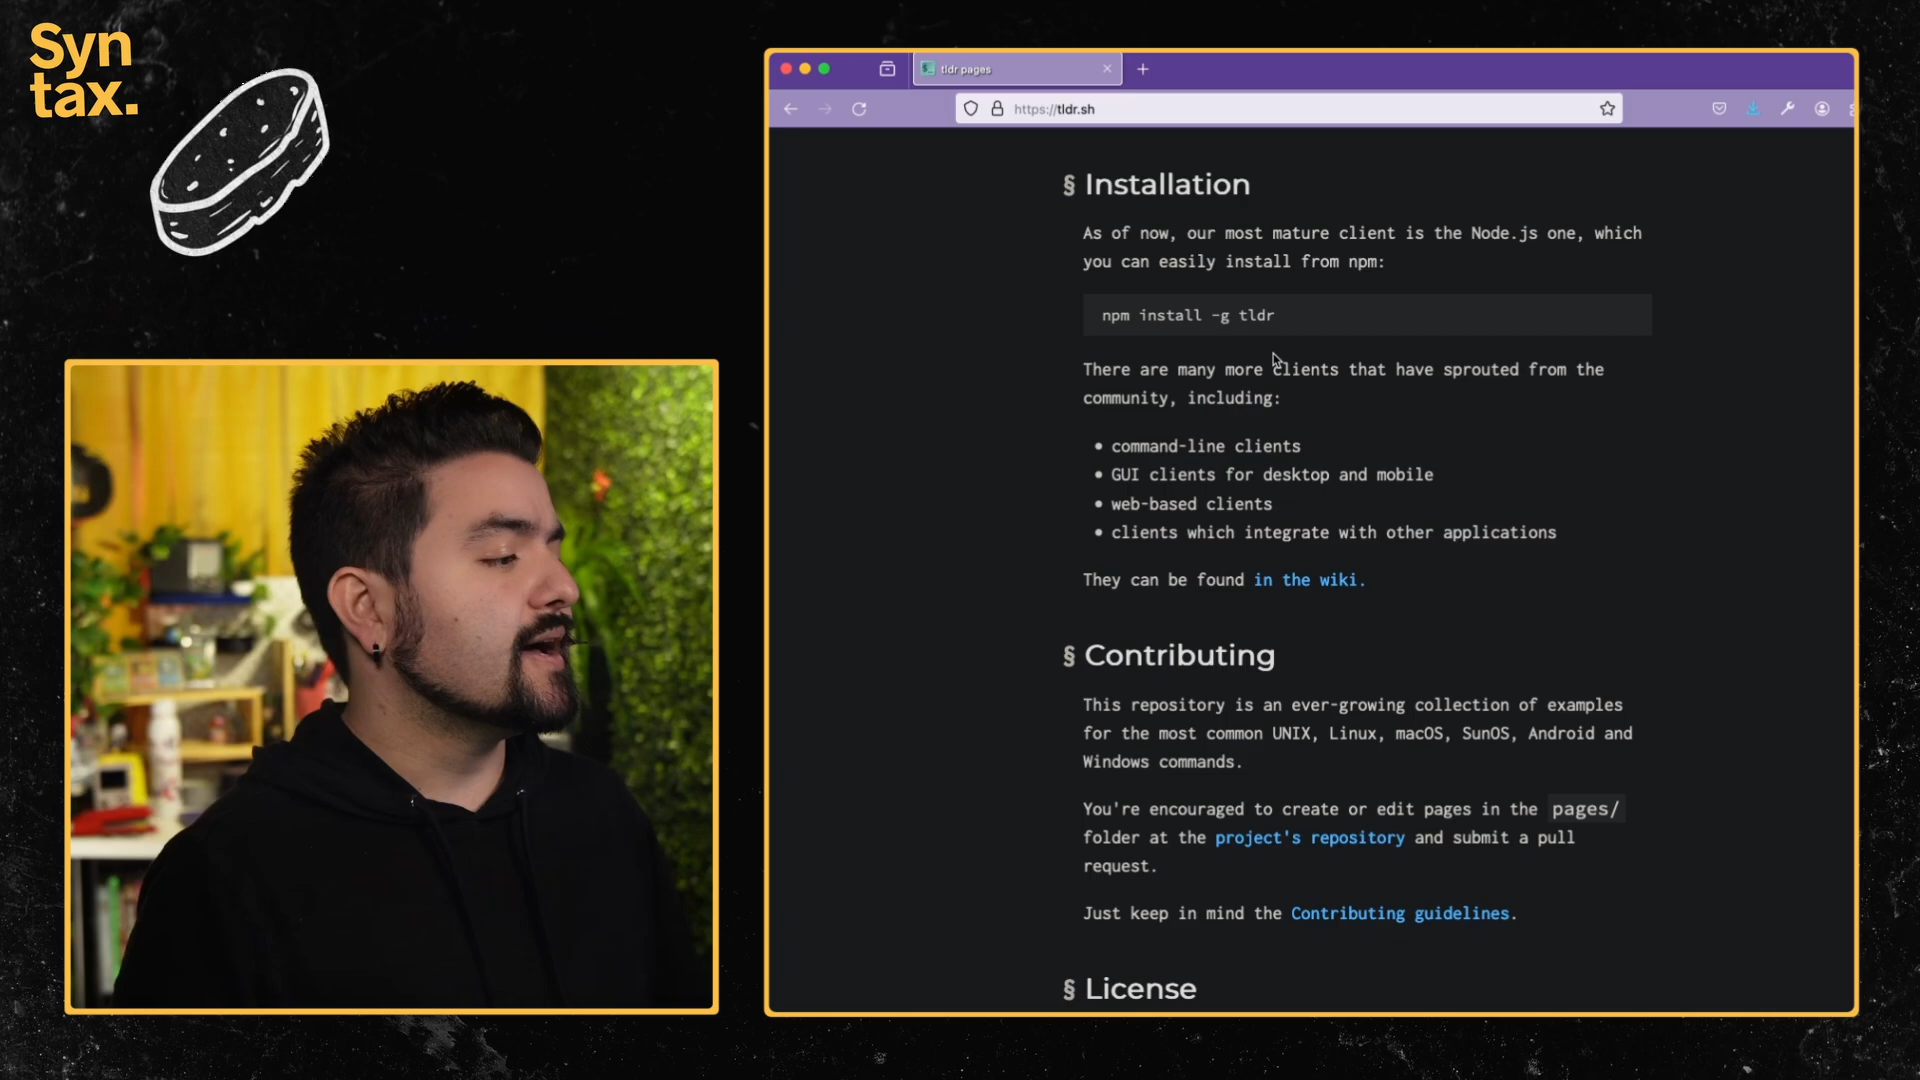 Syn
tax.
tldr pages
https://tldr.sh
§ Installation
As of now, our most mature client is the Node.js one, which
you can easily install from npm:
npm install -g tldr
There are many more clients that have sprouted from the
community, including:
• command-line clients
• GUI clients for desktop and mobile
• web-based clients
• clients which integrate with other applications
They can be found in the wiki.
§ Contributing
This repository is an ever-growing collection of examples
for the most common UNIX, Linux, macOS, SunOS, Android and
Windows commands.
You're encouraged to create or edit pages in the pages/
folder at the project's repository and submit a pull
request.
Just keep in mind the Contributing guidelines.
§ License